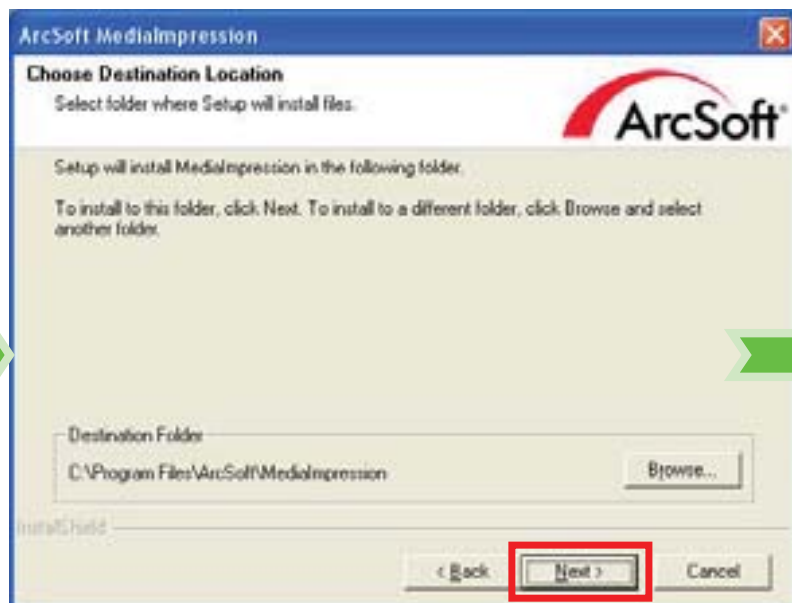 ArcSoft MediaImpression
Choose Destination Location
Select folder where Setup will install files.
ArcSoft
Setup will install MediaImpression in the following folder.
To install to this folder, click Next. To install to a different folder, click Browse and select
another folder.
Destination Folder
C:\Program Files\ArcSoft\MediaImpression
Browse...
InstallShield
< Back
Next >
Cancel